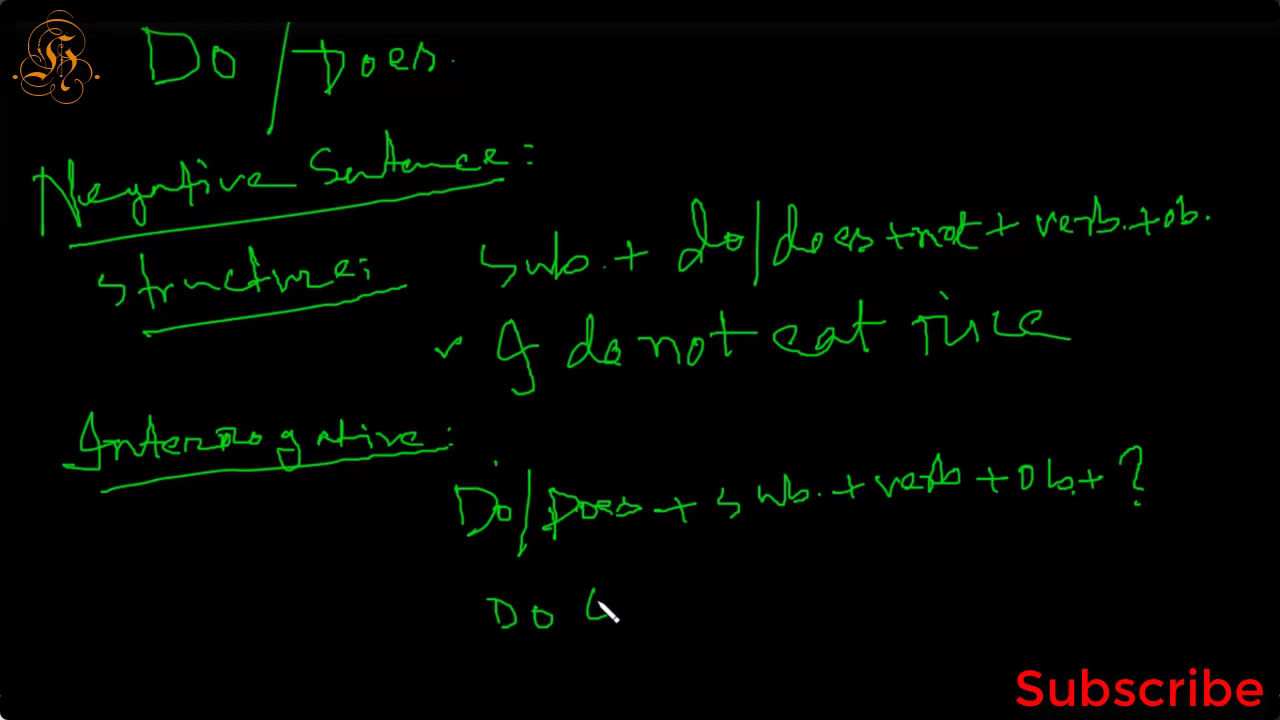 Do / Does.
Negative Sentence:
Structure: Sub. + do/does + not + verb. + ob.
I do not eat rice
Interrogative:
Do/Does + sub. + verb + ob. + ?
Do
Subscribe